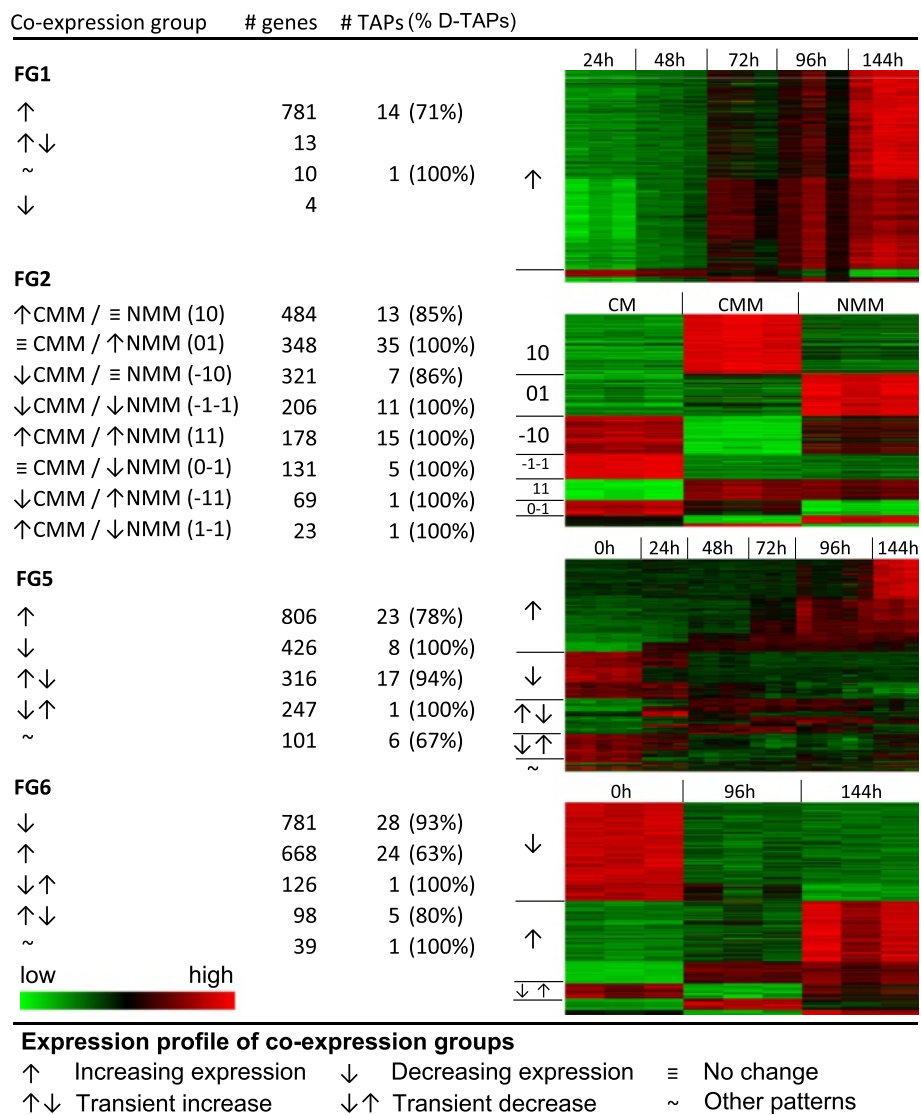 Co-expression group # genes # TAPs (% D-TAPs)
24h 48h 72h 96h 144h
FG1
↑ 781 14 (71%)
↑↓ 13
~ 10 1 (100%)
↓ 4
↑
FG2
↑CMM / ≡ NMM (10) 484 13 (85%)
≡ CMM / ↑NMM (01) 348 35 (100%)
↓CMM / ≡ NMM (-10) 321 7 (86%)
↓CMM / ↓NMM (-1-1) 206 11 (100%)
↑CMM / ↑NMM (11) 178 15 (100%)
≡ CMM / ↓NMM (0-1) 131 5 (100%)
↓CMM / ↑NMM (-11) 69 1 (100%)
↑CMM / ↓NMM (1-1) 23 1 (100%)
CM CMM NMM
10
01
-10
-1-1
11
0-1
FG5
↑ 806 23 (78%)
↓ 426 8 (100%)
↑↓ 316 17 (94%)
↓↑ 247 1 (100%)
~ 101 6 (67%)
0h 24h 48h 72h 96h 144h
↑
↓
↑↓
↓↑
~
FG6
↓ 781 28 (93%)
↑ 668 24 (63%)
↓↑ 126 1 (100%)
↑↓ 98 5 (80%)
~ 39 1 (100%)
0h 96h 144h
↓
↑
↓ ↑
low high
Expression profile of co-expression groups
↑ Increasing expression ↓ Decreasing expression ≡ No change
↑↓ Transient increase ↓↑ Transient decrease ~ Other patterns